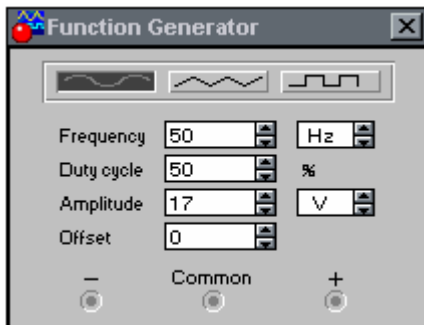 Function Generator
Frequency 50 Hz
Duty cycle 50 %
Amplitude 17 V
Offset 0
− Common +